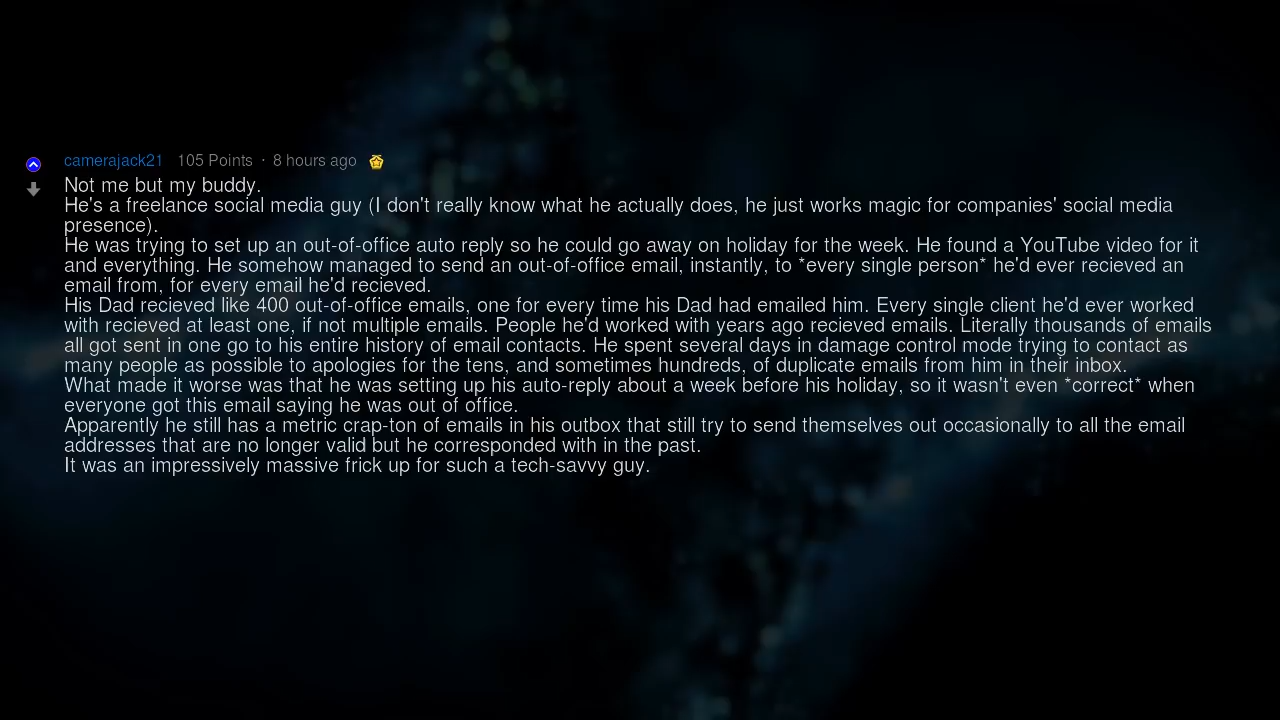 camerajack21 105 Points · 8 hours ago
Not me but my buddy.
He's a freelance social media guy (I don't really know what he actually does, he just works magic for companies' social media
presence).
He was trying to set up an out-of-office auto reply so he could go away on holiday for the week. He found a YouTube video for it
and everything. He somehow managed to send an out-of-office email, instantly, to *every single person* he'd ever recieved an
email from, for every email he'd recieved.
His Dad recieved like 400 out-of-office emails, one for every time his Dad had emailed him. Every single client he'd ever worked
with recieved at least one, if not multiple emails. People he'd worked with years ago recieved emails. Literally thousands of emails
all got sent in one go to his entire history of email contacts. He spent several days in damage control mode trying to contact as
many people as possible to apologies for the tens, and sometimes hundreds, of duplicate emails from him in their inbox.
What made it worse was that he was setting up his auto-reply about a week before his holiday, so it wasn't even *correct* when
everyone got this email saying he was out of office.
Apparently he still has a metric crap-ton of emails in his outbox that still try to send themselves out occasionally to all the email
addresses that are no longer valid but he corresponded with in the past.
It was an impressively massive frick up for such a tech-savvy guy.